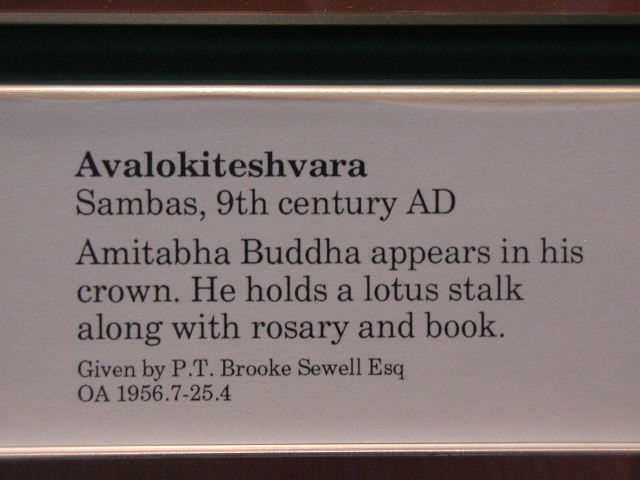 Avalokiteshvara
Sambas, 9th century AD
Amitabha Buddha appears in his
crown. He holds a lotus stalk
along with rosary and book.
Given by P.T. Brooke Sewell Esq
OA 1956.7-25.4